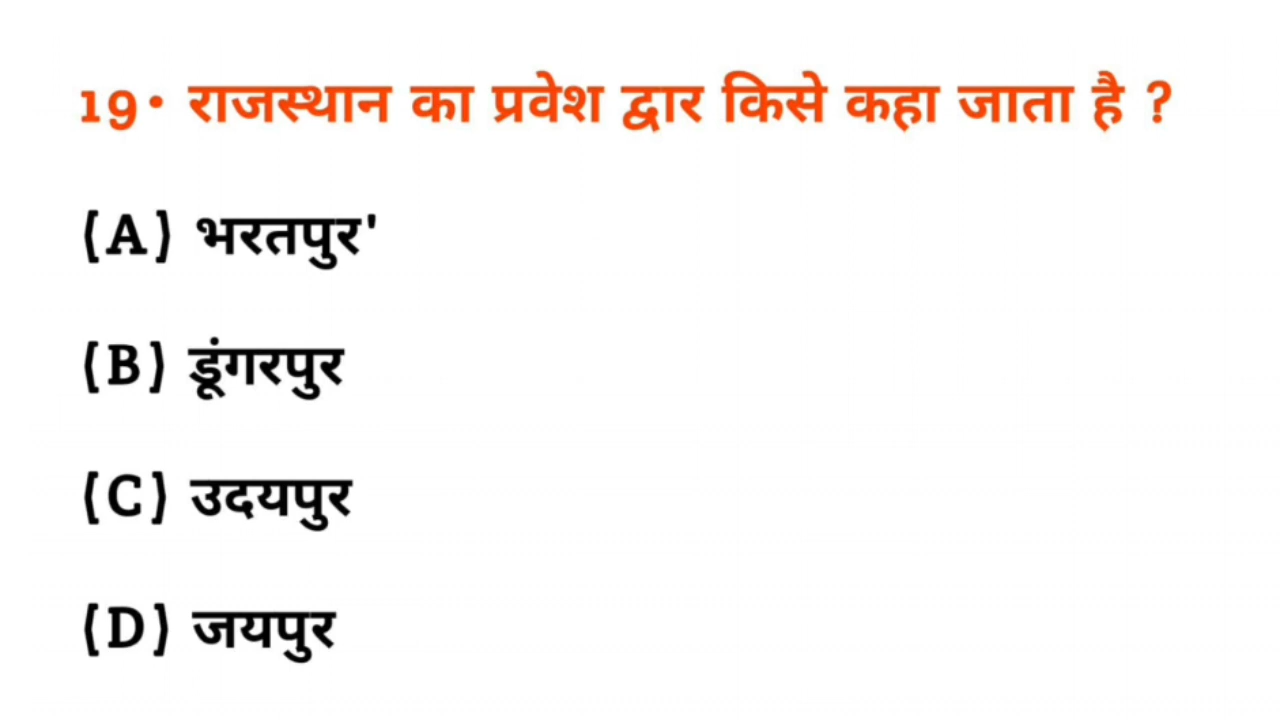 19• राजस्थान का प्रवेश द्वार किसे कहा जाता है ?
(A) भरतपुर'
(B) डूंगरपुर
(C) उदयपुर
(D) जयपुर